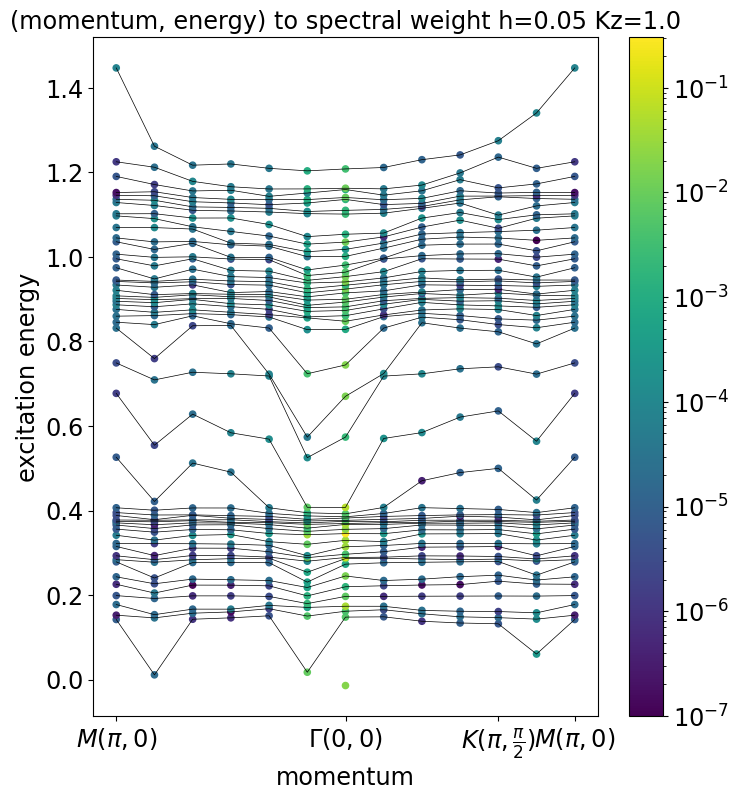 (momentum, energy) to spectral weight h=0.05 Kz=1.0
1.4
1.2
1.0
0.8
0.6
0.4
0.2
0.0
excitation energy
M(π, 0)
Γ(0, 0)
K(π, π/2)
M(π, 0)
momentum
10⁻¹
10⁻²
10⁻³
10⁻⁴
10⁻⁵
10⁻⁶
10⁻⁷